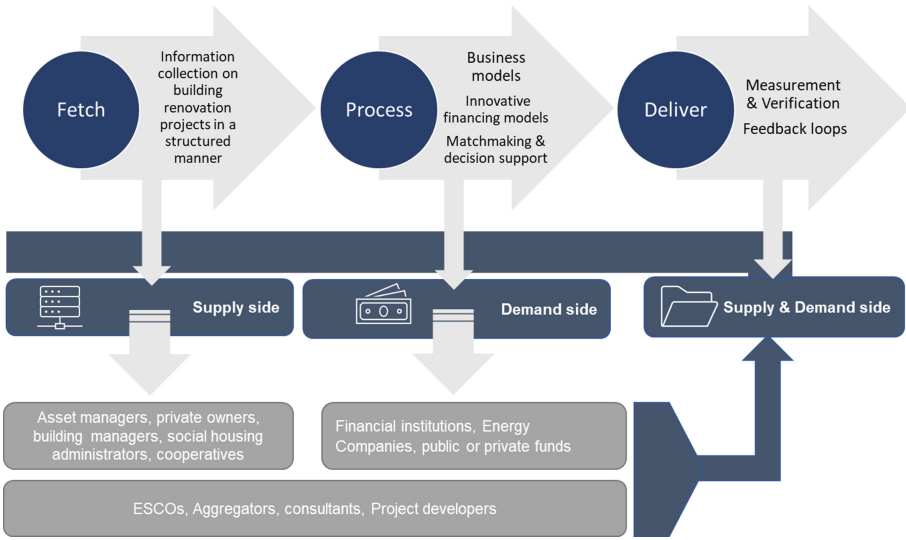 Fetch
Information
collection on
building
renovation
projects in a
structured
manner
Process
Business
models
Innovative
financing models
Matchmaking &
decision support
Deliver
Measurement
& Verification
Feedback loops
Supply side
Demand side
Supply & Demand side
Asset managers, private owners,
building managers, social housing
administrators, cooperatives
Financial institutions, Energy
Companies, public or private funds
ESCOs, Aggregators, consultants, Project developers